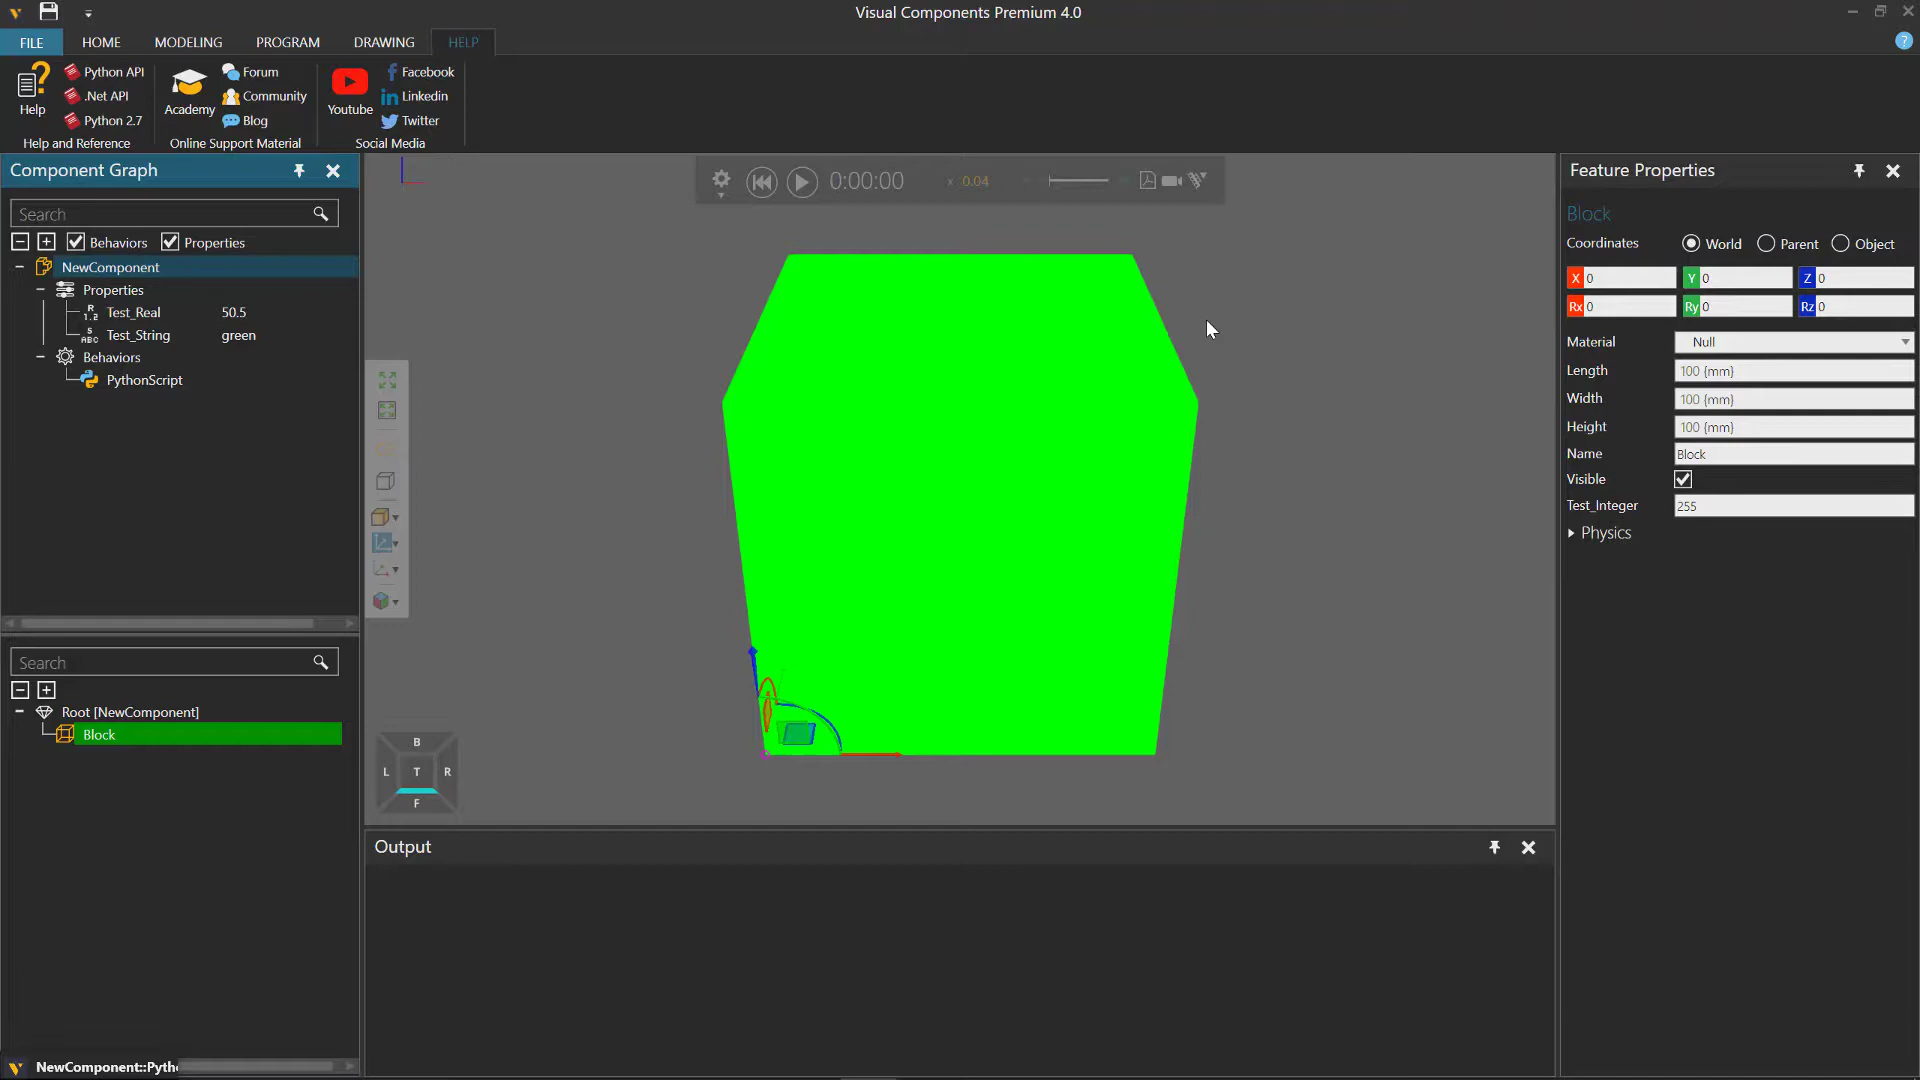 Visual Components Premium 4.0
FILE HOME MODELING PROGRAM DRAWING HELP
Help
Python API
.Net API
Python 2.7
Help and Reference
Academy
Forum
Community
Blog
Online Support Material
Youtube
Facebook
Linkedin
Twitter
Social Media
Component Graph
Search
Behaviors Properties
NewComponent
Properties
R 1.2 Test_Real 50.5
S ABC Test_String green
Behaviors
PythonScript
Search
Root [NewComponent]
Block
NewComponent::Pyth
0:00:00 x 0.04
B
L T R
F
Output
Feature Properties
Block
Coordinates World Parent Object
X 0 Y 0 Z 0
Rx 0 Ry 0 Rz 0
Material Null
Length 100 {mm}
Width 100 {mm}
Height 100 {mm}
Name Block
Visible
Test_Integer 255
Physics